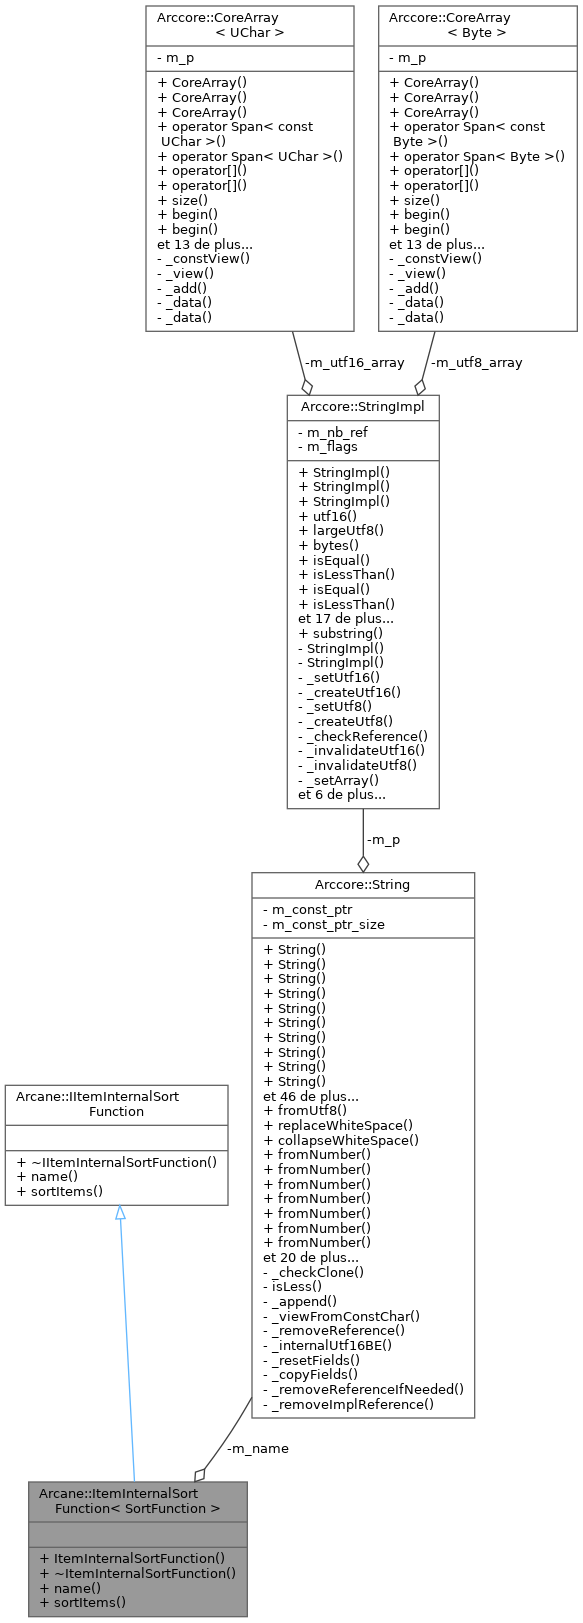 Arccore::CoreArray
< UChar >
- m_p
+ CoreArray()
+ CoreArray()
+ CoreArray()
+ operator Span< const
UChar >()
+ operator Span< UChar >()
+ operator[]()
+ operator[]()
+ size()
+ begin()
+ begin()
et 13 de plus...
- _constView()
- _view()
- _add()
- _data()
- _data()
Arccore::CoreArray
< Byte >
- m_p
+ CoreArray()
+ CoreArray()
+ CoreArray()
+ operator Span< const
Byte >()
+ operator Span< Byte >()
+ operator[]()
+ operator[]()
+ size()
+ begin()
+ begin()
et 13 de plus...
- _constView()
- _view()
- _add()
- _data()
- _data()
-m_utf16_array
-m_utf8_array
Arccore::StringImpl
- m_nb_ref
- m_flags
+ StringImpl()
+ StringImpl()
+ StringImpl()
+ utf16()
+ largeUtf8()
+ bytes()
+ isEqual()
+ isLessThan()
+ isEqual()
+ isLessThan()
et 17 de plus...
+ substring()
- StringImpl()
- StringImpl()
- _setUtf16()
- _createUtf16()
- _setUtf8()
- _createUtf8()
- _checkReference()
- _invalidateUtf16()
- _invalidateUtf8()
- _setArray()
et 6 de plus...
-m_p
Arccore::String
- m_const_ptr
- m_const_ptr_size
+ String()
+ String()
+ String()
+ String()
+ String()
+ String()
+ String()
+ String()
+ String()
+ String()
et 46 de plus...
+ fromUtf8()
+ replaceWhiteSpace()
+ collapseWhiteSpace()
+ fromNumber()
+ fromNumber()
+ fromNumber()
+ fromNumber()
+ fromNumber()
+ fromNumber()
+ fromNumber()
et 20 de plus...
- _checkClone()
- isLess()
- _append()
- _viewFromConstChar()
- _removeReference()
- _internalUtf16BE()
- _resetFields()
- _copyFields()
- _removeReferenceIfNeeded()
- _removeImplReference()
Arcane::IItemInternalSort
Function
+ ~IItemInternalSortFunction()
+ name()
+ sortItems()
-m_name
Arcane::ItemInternalSort
Function< SortFunction >
+ ItemInternalSortFunction()
+ ~ItemInternalSortFunction()
+ name()
+ sortItems()